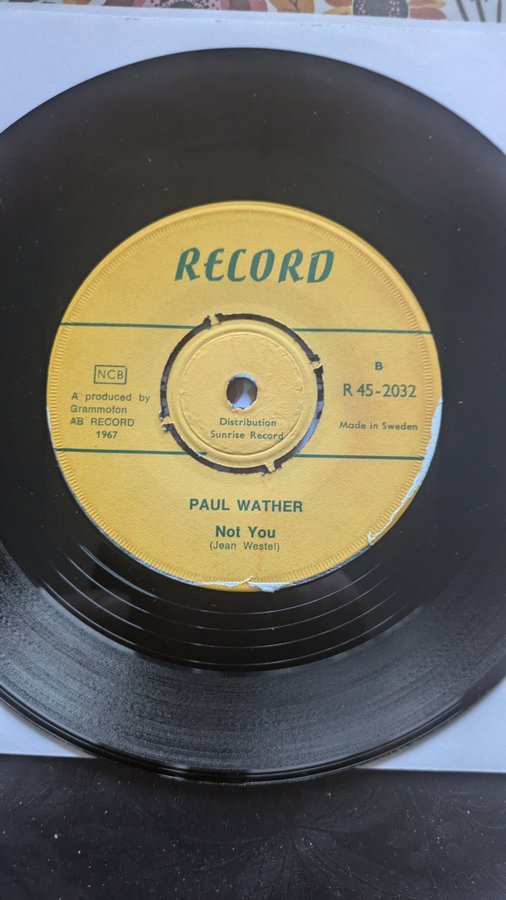 RECORD
NCB
A produced by
Grammofon
AB RECORD
1967
B
R 45-2032
Made in Sweden
Distribution
Sunrise Record
PAUL WATHER
Not You
(Jean Westel)